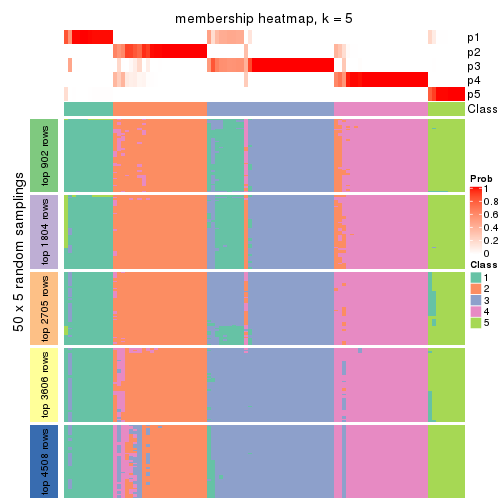 membership heatmap, k = 5
p1
p2
p3
p4
p5
Class
50 x 5 random samplings
top 902 rows
top 1804 rows
top 2705 rows
top 3606 rows
top 4508 rows
Prob
1
0.8
0.6
0.4
0.2
0
Class
1
2
3
4
5